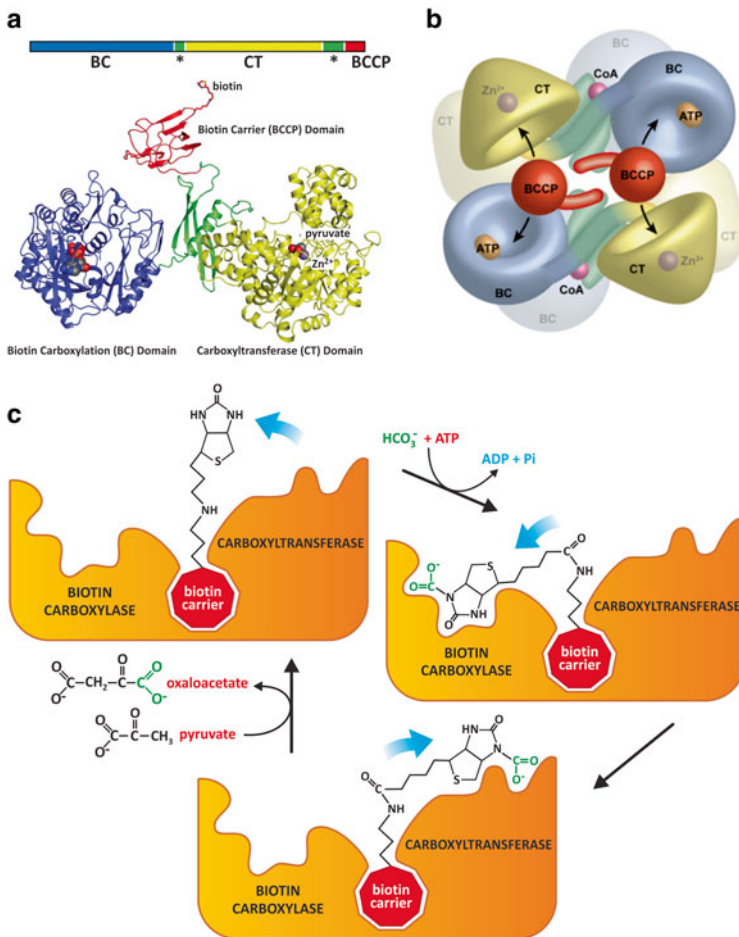 a
BC
*
CT
*
BCCP
biotin
Biotin Carrier (BCCP) Domain
pyruvate
Zn²⁺
Biotin Carboxylation (BC) Domain
Carboxyltransferase (CT) Domain
b
BC
CoA
BC
CT
Zn²⁺
ATP
CT
BCCP
BCCP
ATP
CT
Zn²⁺
CT
BC
CoA
BC
c
O
HN
NH
S
NH
CARBOXYLTRANSFERASE
BIOTIN
CARBOXYLASE
biotin
carrier
HCO₃⁻ + ATP
ADP + Pi
O⁻
O=C
N
NH
O
S
C
O
NH
CARBOXYLTRANSFERASE
BIOTIN
CARBOXYLASE
biotin
carrier
O
O
O
C–CH₂–C–C
O⁻
O⁻
oxaloacetate
O
O
C–C–CH₃
O⁻
pyruvate
O
HN
N
C=O
O⁻
S
O
C
NH
CARBOXYLTRANSFERASE
BIOTIN
CARBOXYLASE
biotin
carrier